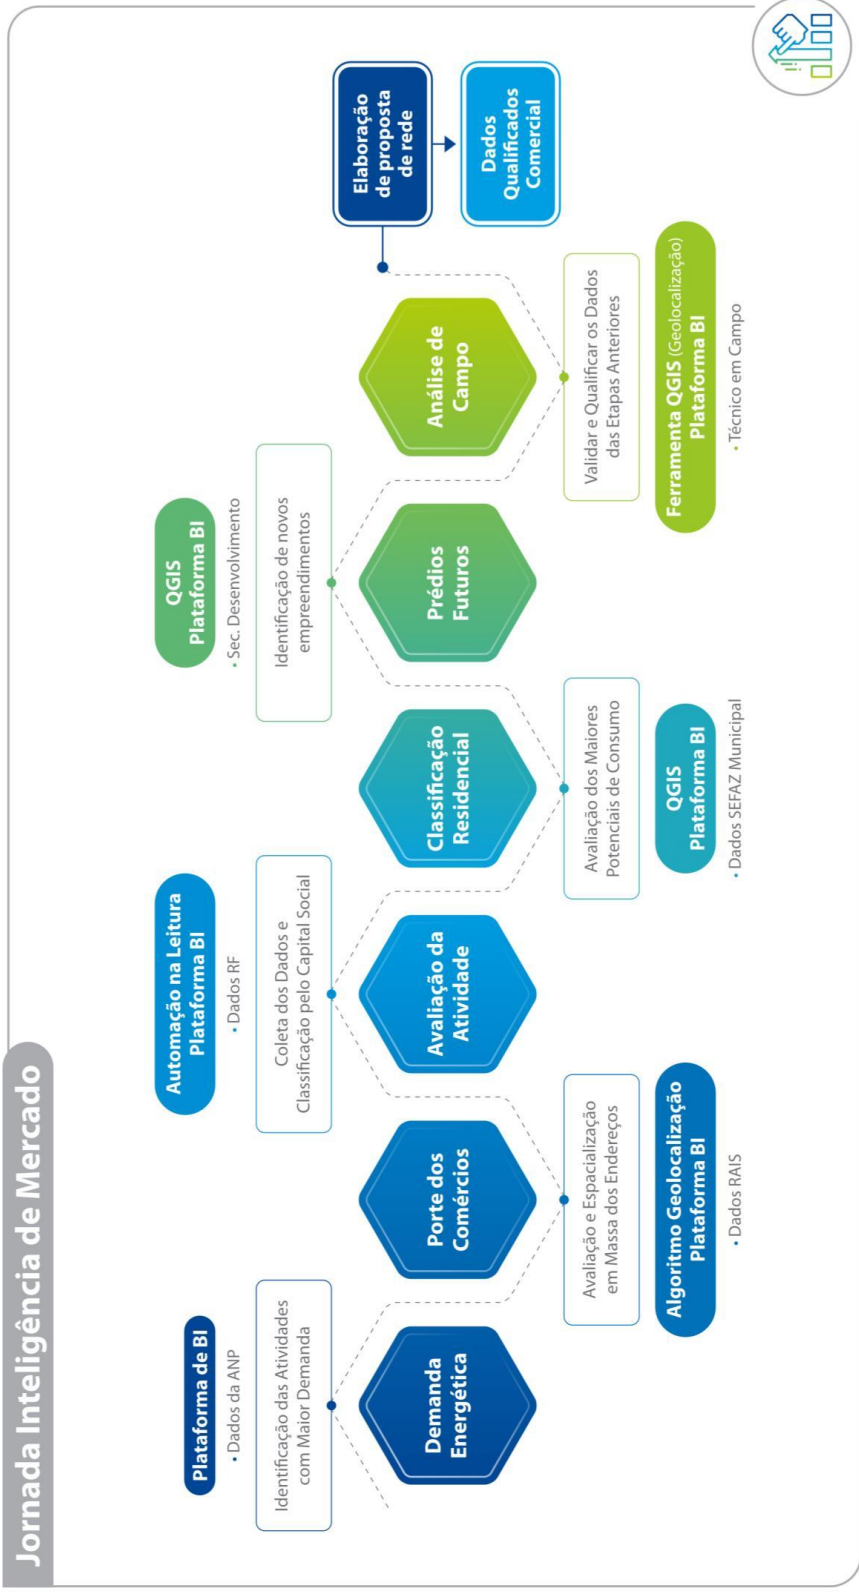 Jornada Inteligência de Mercado
Plataforma de BI
• Dados da ANP
Identificação das Atividades
com Maior Demanda
Demanda
Energética
Porte dos
Comércios
Avaliação e Espacialização
em Massa dos Endereços
Algoritmo Geolocalização
Plataforma BI
• Dados RAIS
Automação na Leitura
Plataforma BI
• Dados RF
Coleta dos Dados e
Classificação pelo Capital Social
Avaliação da
Atividade
Classificação
Residencial
Avaliação dos Maiores
Potenciais de Consumo
QGIS
Plataforma BI
• Dados SEFAZ Municipal
QGIS
Plataforma BI
• Sec. Desenvolvimento
Identificação de novos
empreendimentos
Prédios
Futuros
Análise de
Campo
Validar e Qualificar os Dados
das Etapas Anteriores
Ferramenta QGIS (Geolocalização)
Plataforma BI
• Técnico em Campo
Elaboração
de proposta
de rede
Dados
Qualificados
Comercial